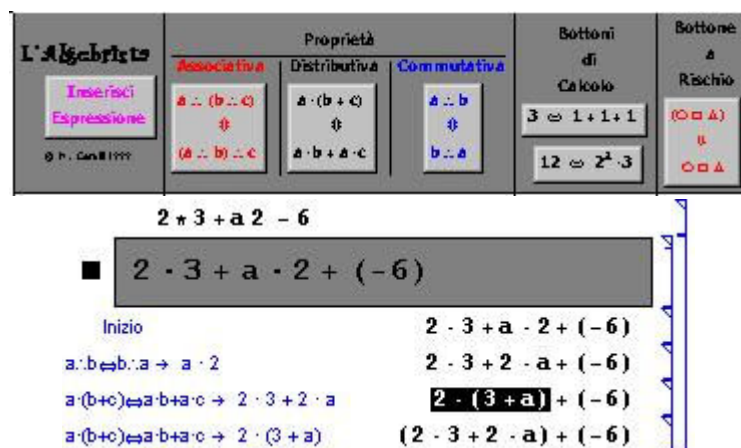 L'Algebrista
Inserisci
Espressione
Proprietà
Associativa
a ∴ (b ∴ c)
⇕
(a ∴ b) ∴ c
Distributiva
a·(b + c)
⇕
a·b + a·c
Commutativa
a ∴ b
⇕
b ∴ a
Bottoni
di
Calcolo
3 ⇔ 1+1+1
12 ⇔ 2²·3
Bottone
a
Rischio
(○ □ △)
⇓
○ □ △
2*3+a 2 - 6
2 · 3 + a · 2 + (-6)
Inizio 2 · 3 + a · 2 + (-6)
a∴b⇔b∴a → a · 2 2 · 3 + 2 · a + (-6)
a·(b+c)⇔a·b+a·c → 2 · 3 + 2 · a 2 · (3 + a) + (-6)
a·(b+c)⇔a·b+a·c → 2 · (3 + a) (2 · 3 + 2 · a) + (-6)